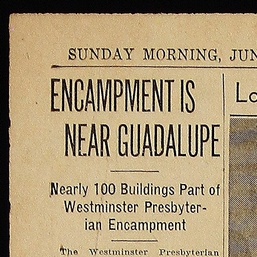 SUNDAY MORNING, JUN
ENCAMPMENT IS
NEAR GUADALUPE
Nearly 100 Buildings Part of
Westminster Presbyter-
ian Encampment
The Westminster Presbyterian
Lo